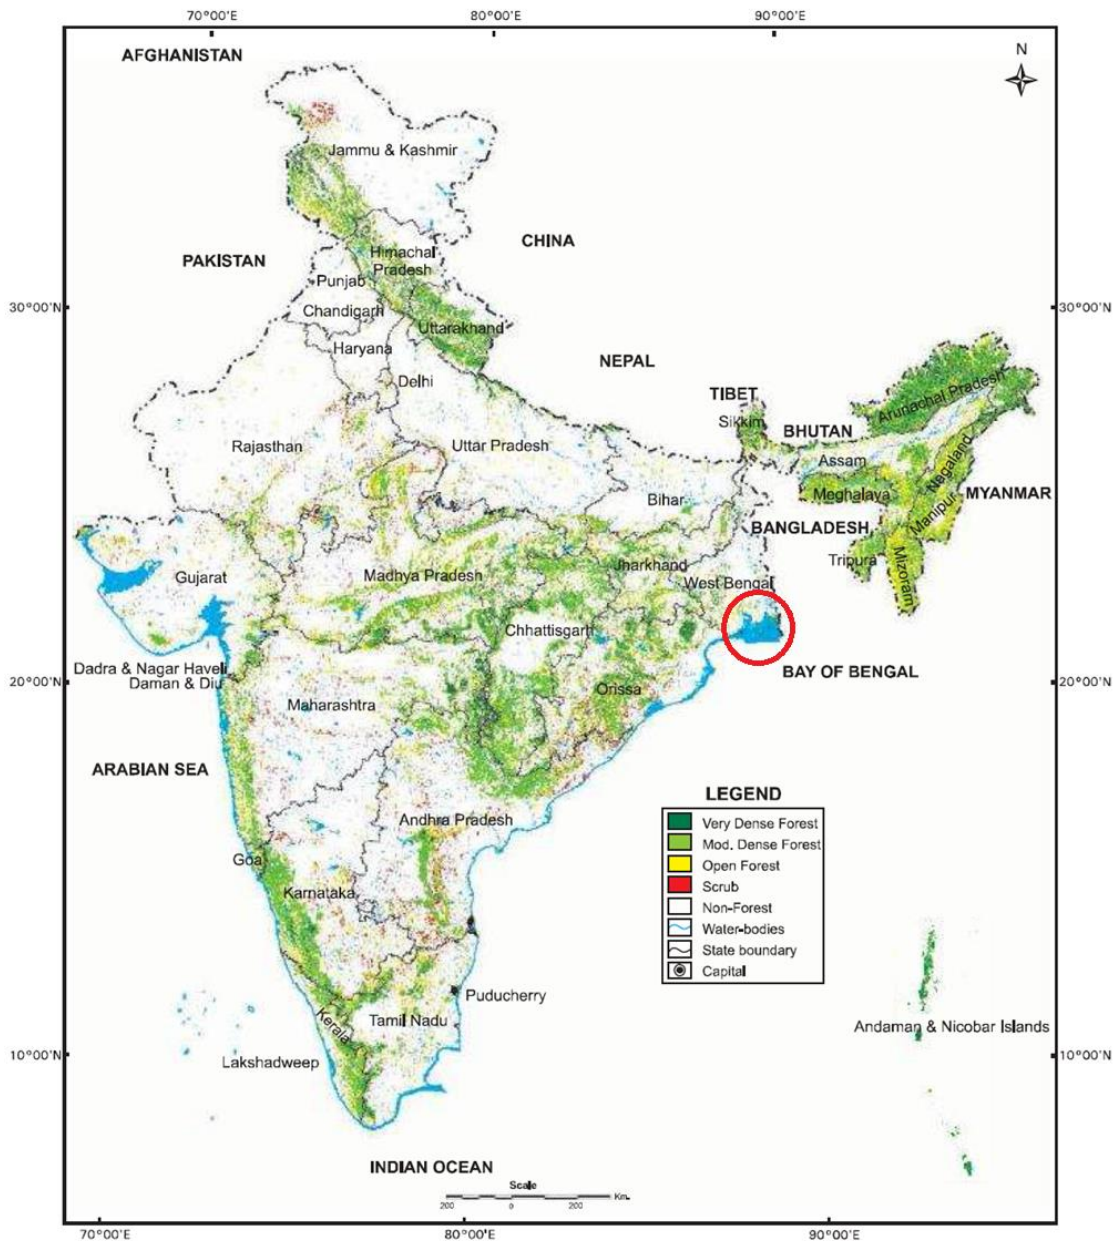 70°00'E 80°00'E 90°00'E
AFGHANISTAN
N
Jammu & Kashmir
CHINA
PAKISTAN
Himachal
Pradesh
Punjab
30°00'N 30°00'N
Chandigarh
Uttarakhand
Haryana
NEPAL
Delhi
TIBET
Arunachal Pradesh
Sikkim
BHUTAN
Rajasthan
Uttar Pradesh
Assam
Nagaland
Meghalaya
MYANMAR
Bihar
Manipur
BANGLADESH
Tripura
Jharkhand
Mizoram
Gujarat
Madhya Pradesh
West Bengal
Chhattisgarh
Dadra & Nagar Haveli
Daman & Diu
BAY OF BENGAL
20°00'N 20°00'N
Orissa
Maharashtra
ARABIAN SEA
LEGEND
Very Dense Forest
Mod. Dense Forest
Open Forest
Scrub
Non-Forest
Water-bodies
State boundary
Capital
Andhra Pradesh
Goa
Karnataka
Puducherry
Tamil Nadu
Kerala
Andaman & Nicobar Islands
10°00'N 10°00'N
Lakshadweep
INDIAN OCEAN
Scale
200 0 200 Km.
70°00'E 80°00'E 90°00'E